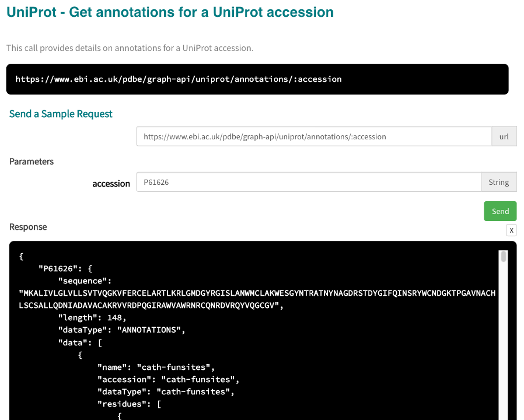 UniProt - Get annotations for a UniProt accession
This call provides details on annotations for a UniProt accession.
https://www.ebi.ac.uk/pdbe/graph-api/uniprot/annotations/:accession
Send a Sample Request
https://www.ebi.ac.uk/pdbe/graph-api/uniprot/annotations/:accession url
Parameters
accession P61626 String
Send
Response X
{
"P61626": {
"sequence":
"MKALIVLGLVLLSVTVQGKVFERCELARTLKRLGMDGYRGISLANWMCLAKWESGYNTRATNYNAGDRSTDYGIFQINSRYWCNDGKTPGAVNACH
LSCSALLQDNIADAVACAKRVVRDPQGIRAWVAWRNRCQNRDVRQYVQGCGV",
"length": 148,
"dataType": "ANNOTATIONS",
"data": [
{
"name": "cath-funsites",
"accession": "cath-funsites",
"dataType": "cath-funsites",
"residues": [
{